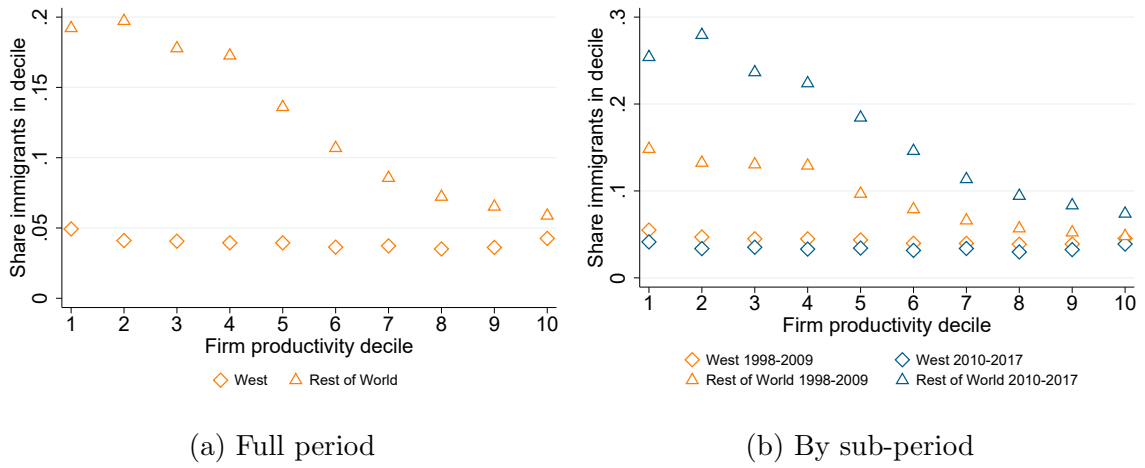 Share immigrants in decile
.2
.15
.1
.05
0
1 2 3 4 5 6 7 8 9 10
Firm productivity decile
West Rest of World
(a) Full period
Share immigrants in decile
.3
.2
.1
0
1 2 3 4 5 6 7 8 9 10
Firm productivity decile
West 1998-2009 West 2010-2017
Rest of World 1998-2009 Rest of World 2010-2017
(b) By sub-period